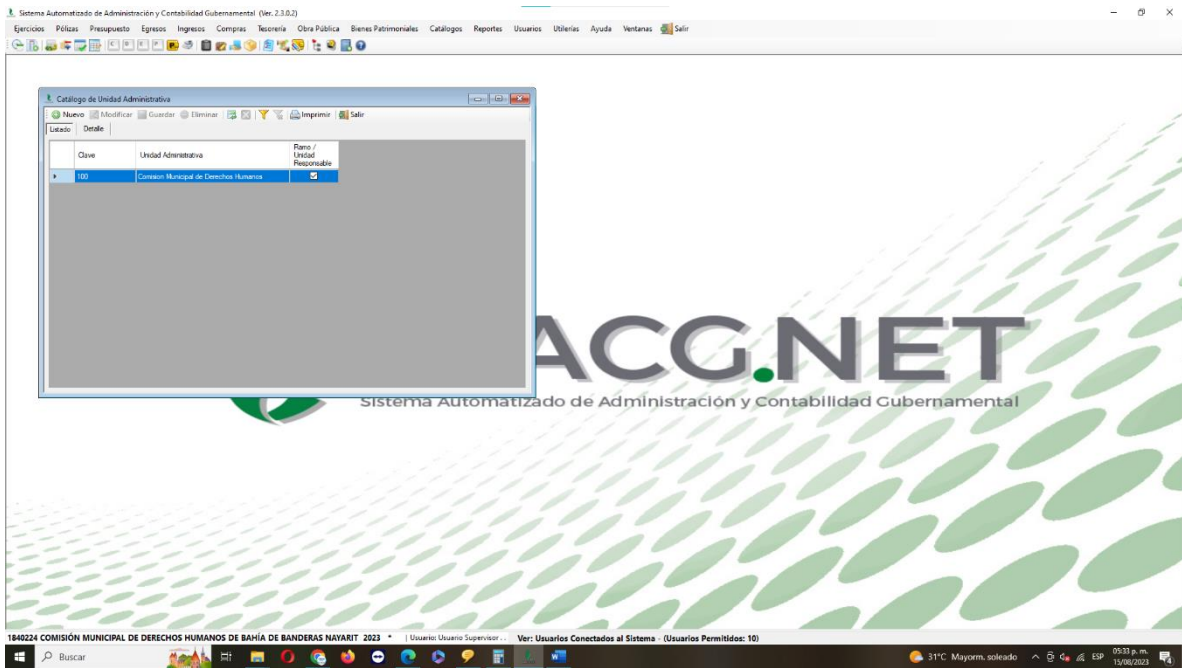 Sistema Automatizado de Administración y Contabilidad Gubernamental (Ver. 2.3.0.2)
Ejercicios Pólizas Presupuesto Egresos Ingresos Compras Tesorería Obra Pública Bienes Patrimoniales Catálogos Reportes Usuarios Utilerías Ayuda Ventanas Salir
Catálogo de Unidad Administrativa
Nuevo Modificar Guardar Eliminar Imprimir Salir
Listado Detalle
Clave Unidad Administrativa Ramo / Unidad Responsable
100 Comision Municipal de Derechos Humanos
ACG.NET
Sistema Automatizado de Administración y Contabilidad Gubernamental
1840224 COMISIÓN MUNICIPAL DE DERECHOS HUMANOS DE BAHÍA DE BANDERAS NAYARIT 2023 * | Usuario: Usuario Supervisor . . Ver: Usuarios Conectados al Sistema - (Usuarios Permitidos: 10)
Buscar 31°C Mayorm. soleado ESP 05:33 p. m.
15/08/2023